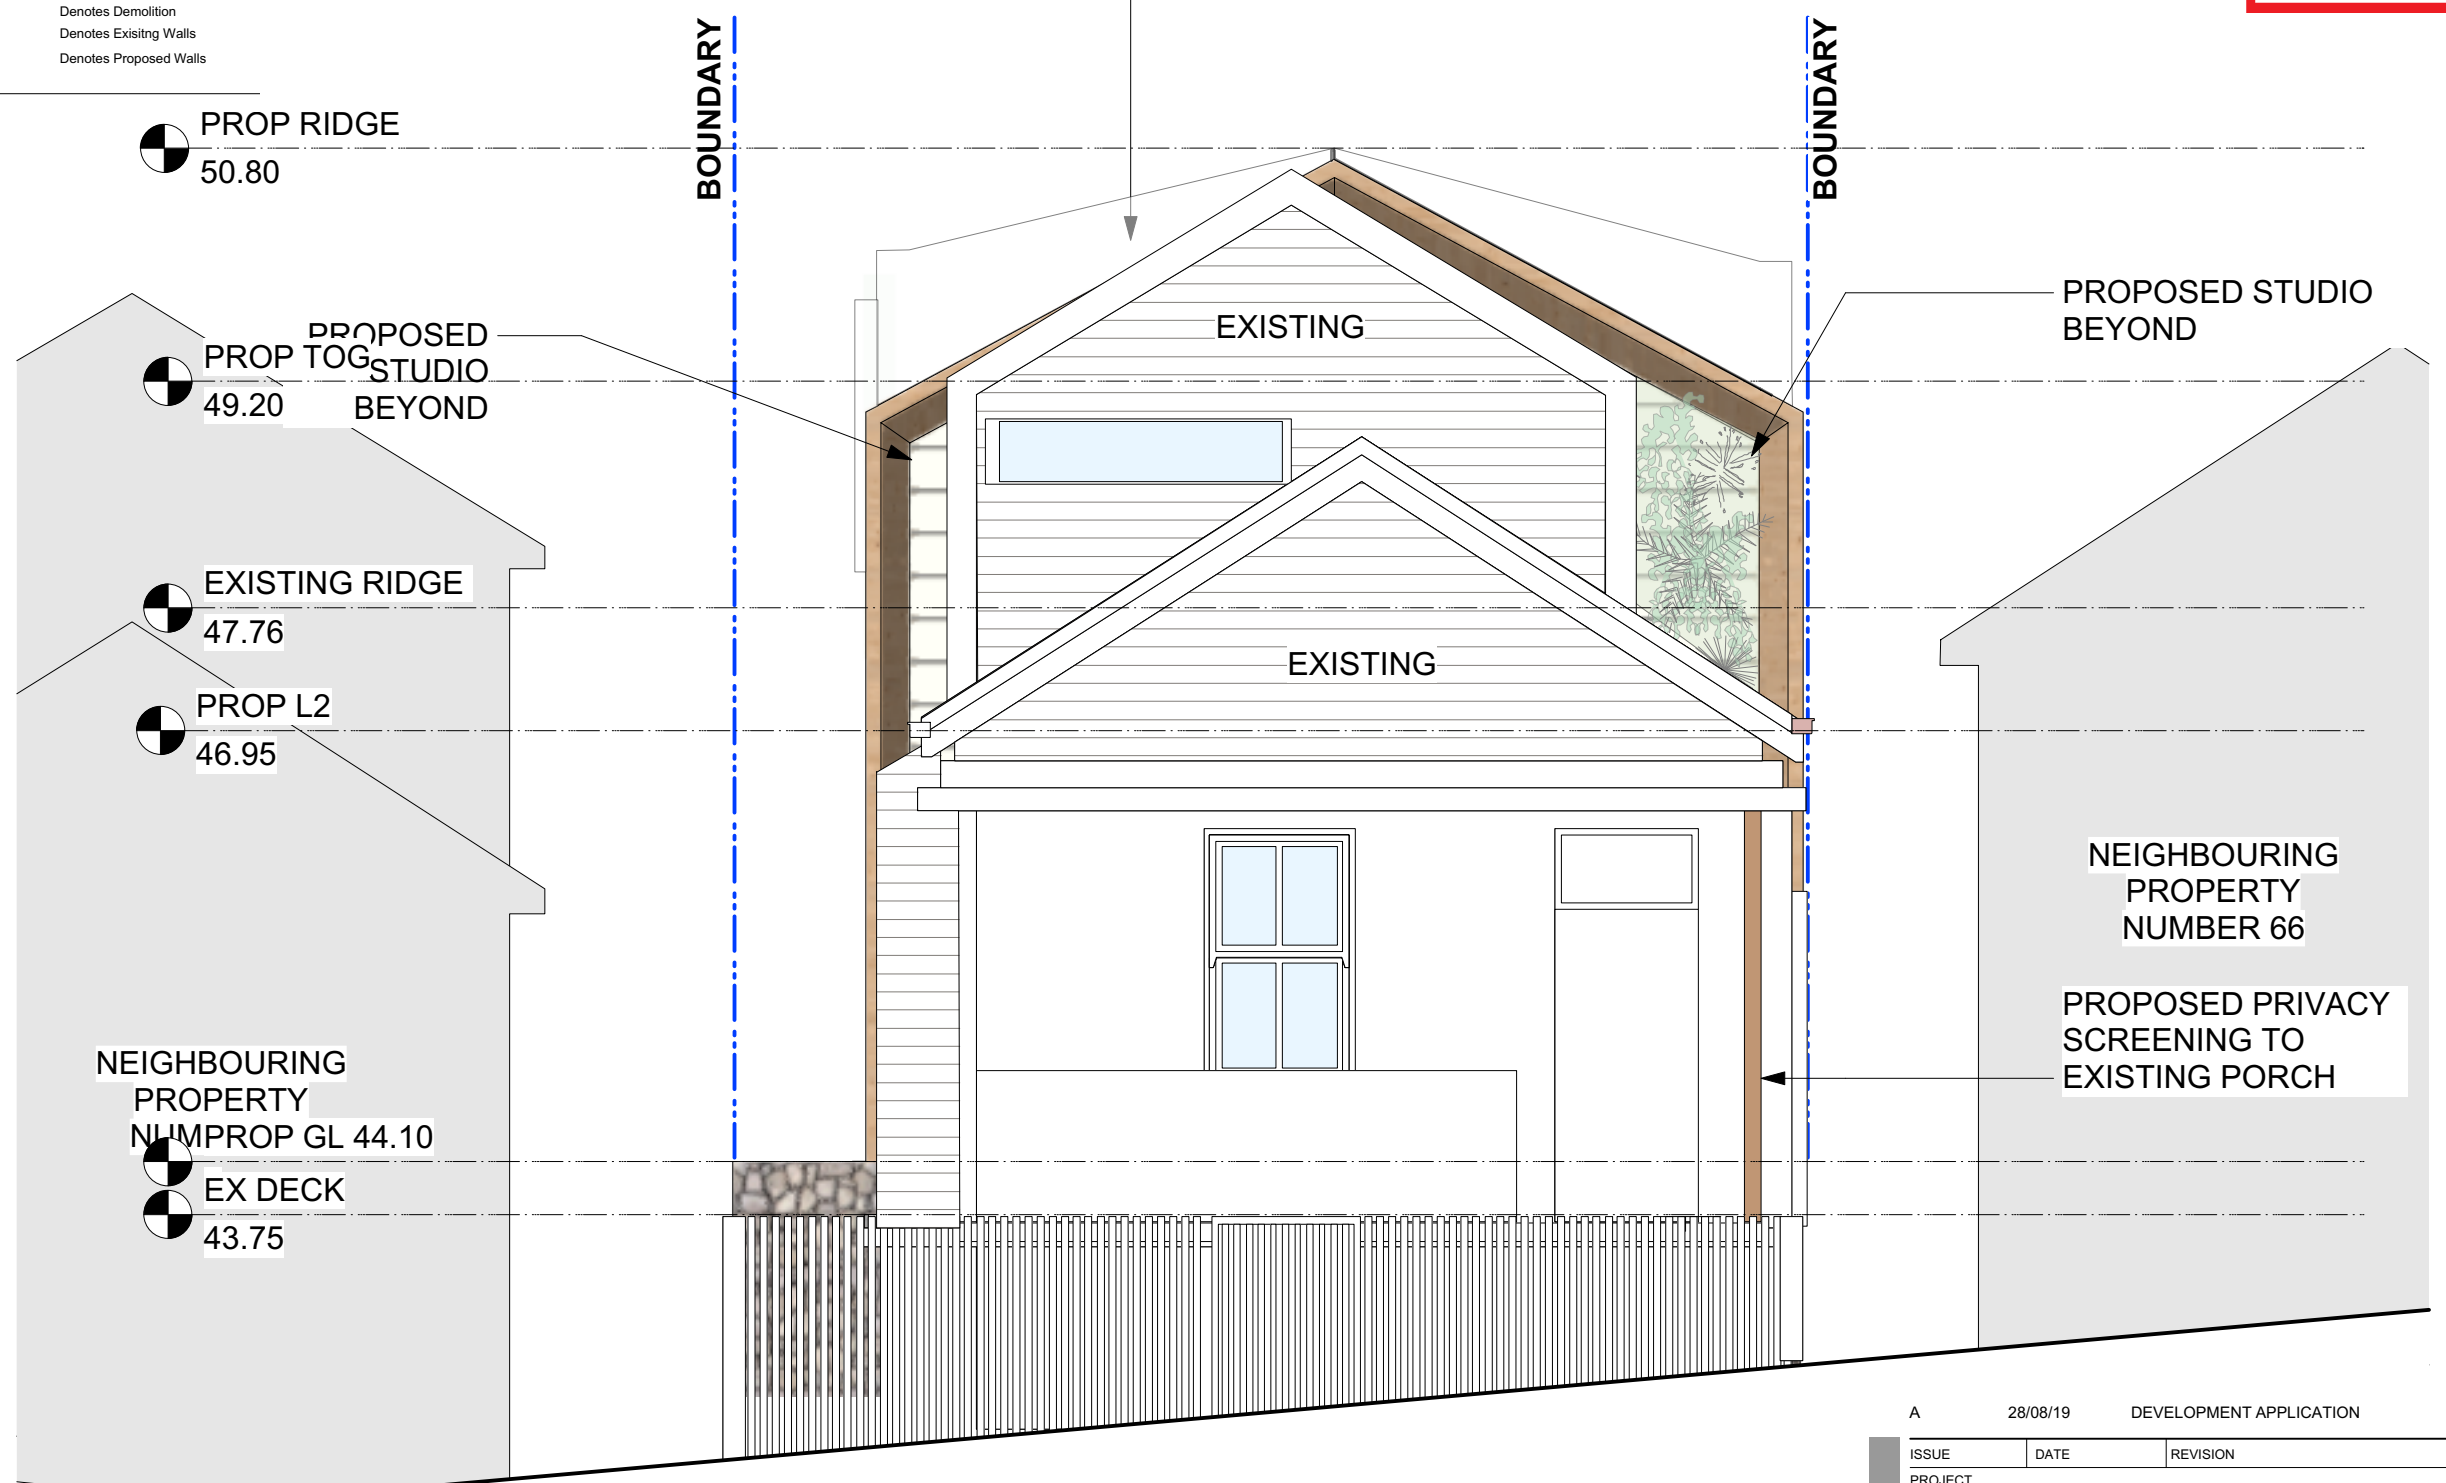 Denotes Demolition
Denotes Exisitng Walls
Denotes Proposed Walls
BOUNDARY
BOUNDARY
PROP RIDGE
50.80
PROPOSED
STUDIO
BEYOND
PROP TOG
49.20
PROPOSED STUDIO
BEYOND
EXISTING
EXISTING RIDGE
47.76
EXISTING
PROP L2
46.95
NEIGHBOURING
PROPERTY
NUMBER 66
PROPOSED PRIVACY
SCREENING TO
EXISTING PORCH
NEIGHBOURING
PROPERTY
PROP GL 44.10
EX DECK
43.75
A 28/08/19 DEVELOPMENT APPLICATION
ISSUE DATE REVISION
PROJECT